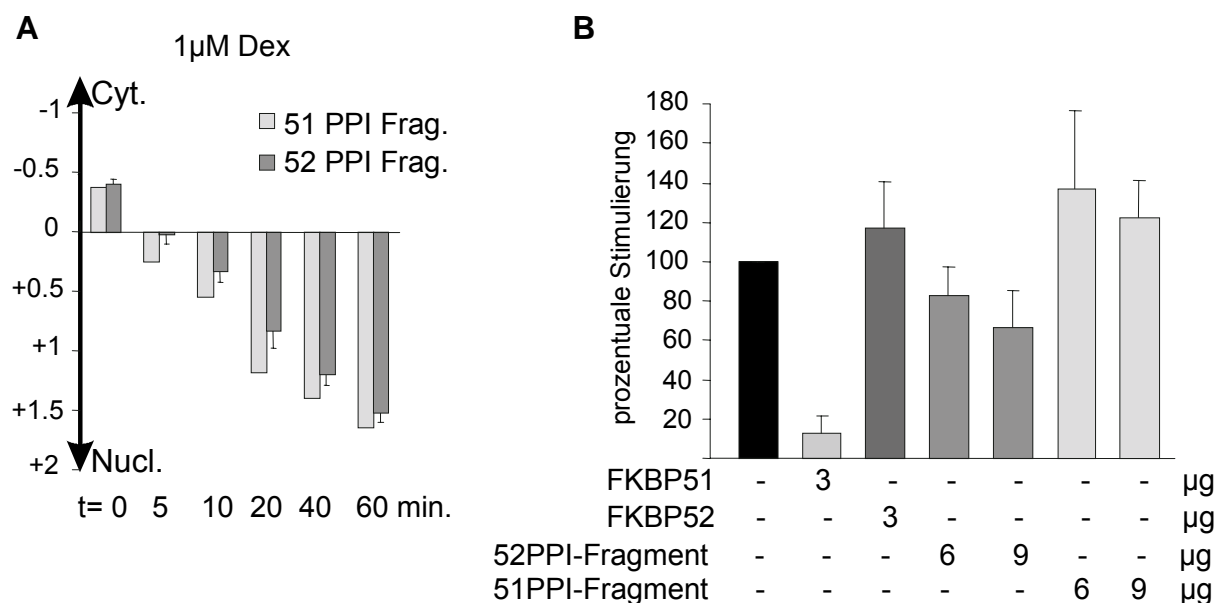 A
1µM Dex
Cyt.
51 PPI Frag.
52 PPI Frag.
-1
-0.5
0
+0.5
+1
+1.5
+2
Nucl.
t= 0 5 10 20 40 60 min.
B
prozentuale Stimulierung
180
160
140
120
100
80
60
40
20
FKBP51 - 3 - - - - - µg
FKBP52 - - 3 - - - - µg
52PPI-Fragment - - - 6 9 - - µg
51PPI-Fragment - - - - - 6 9 µg